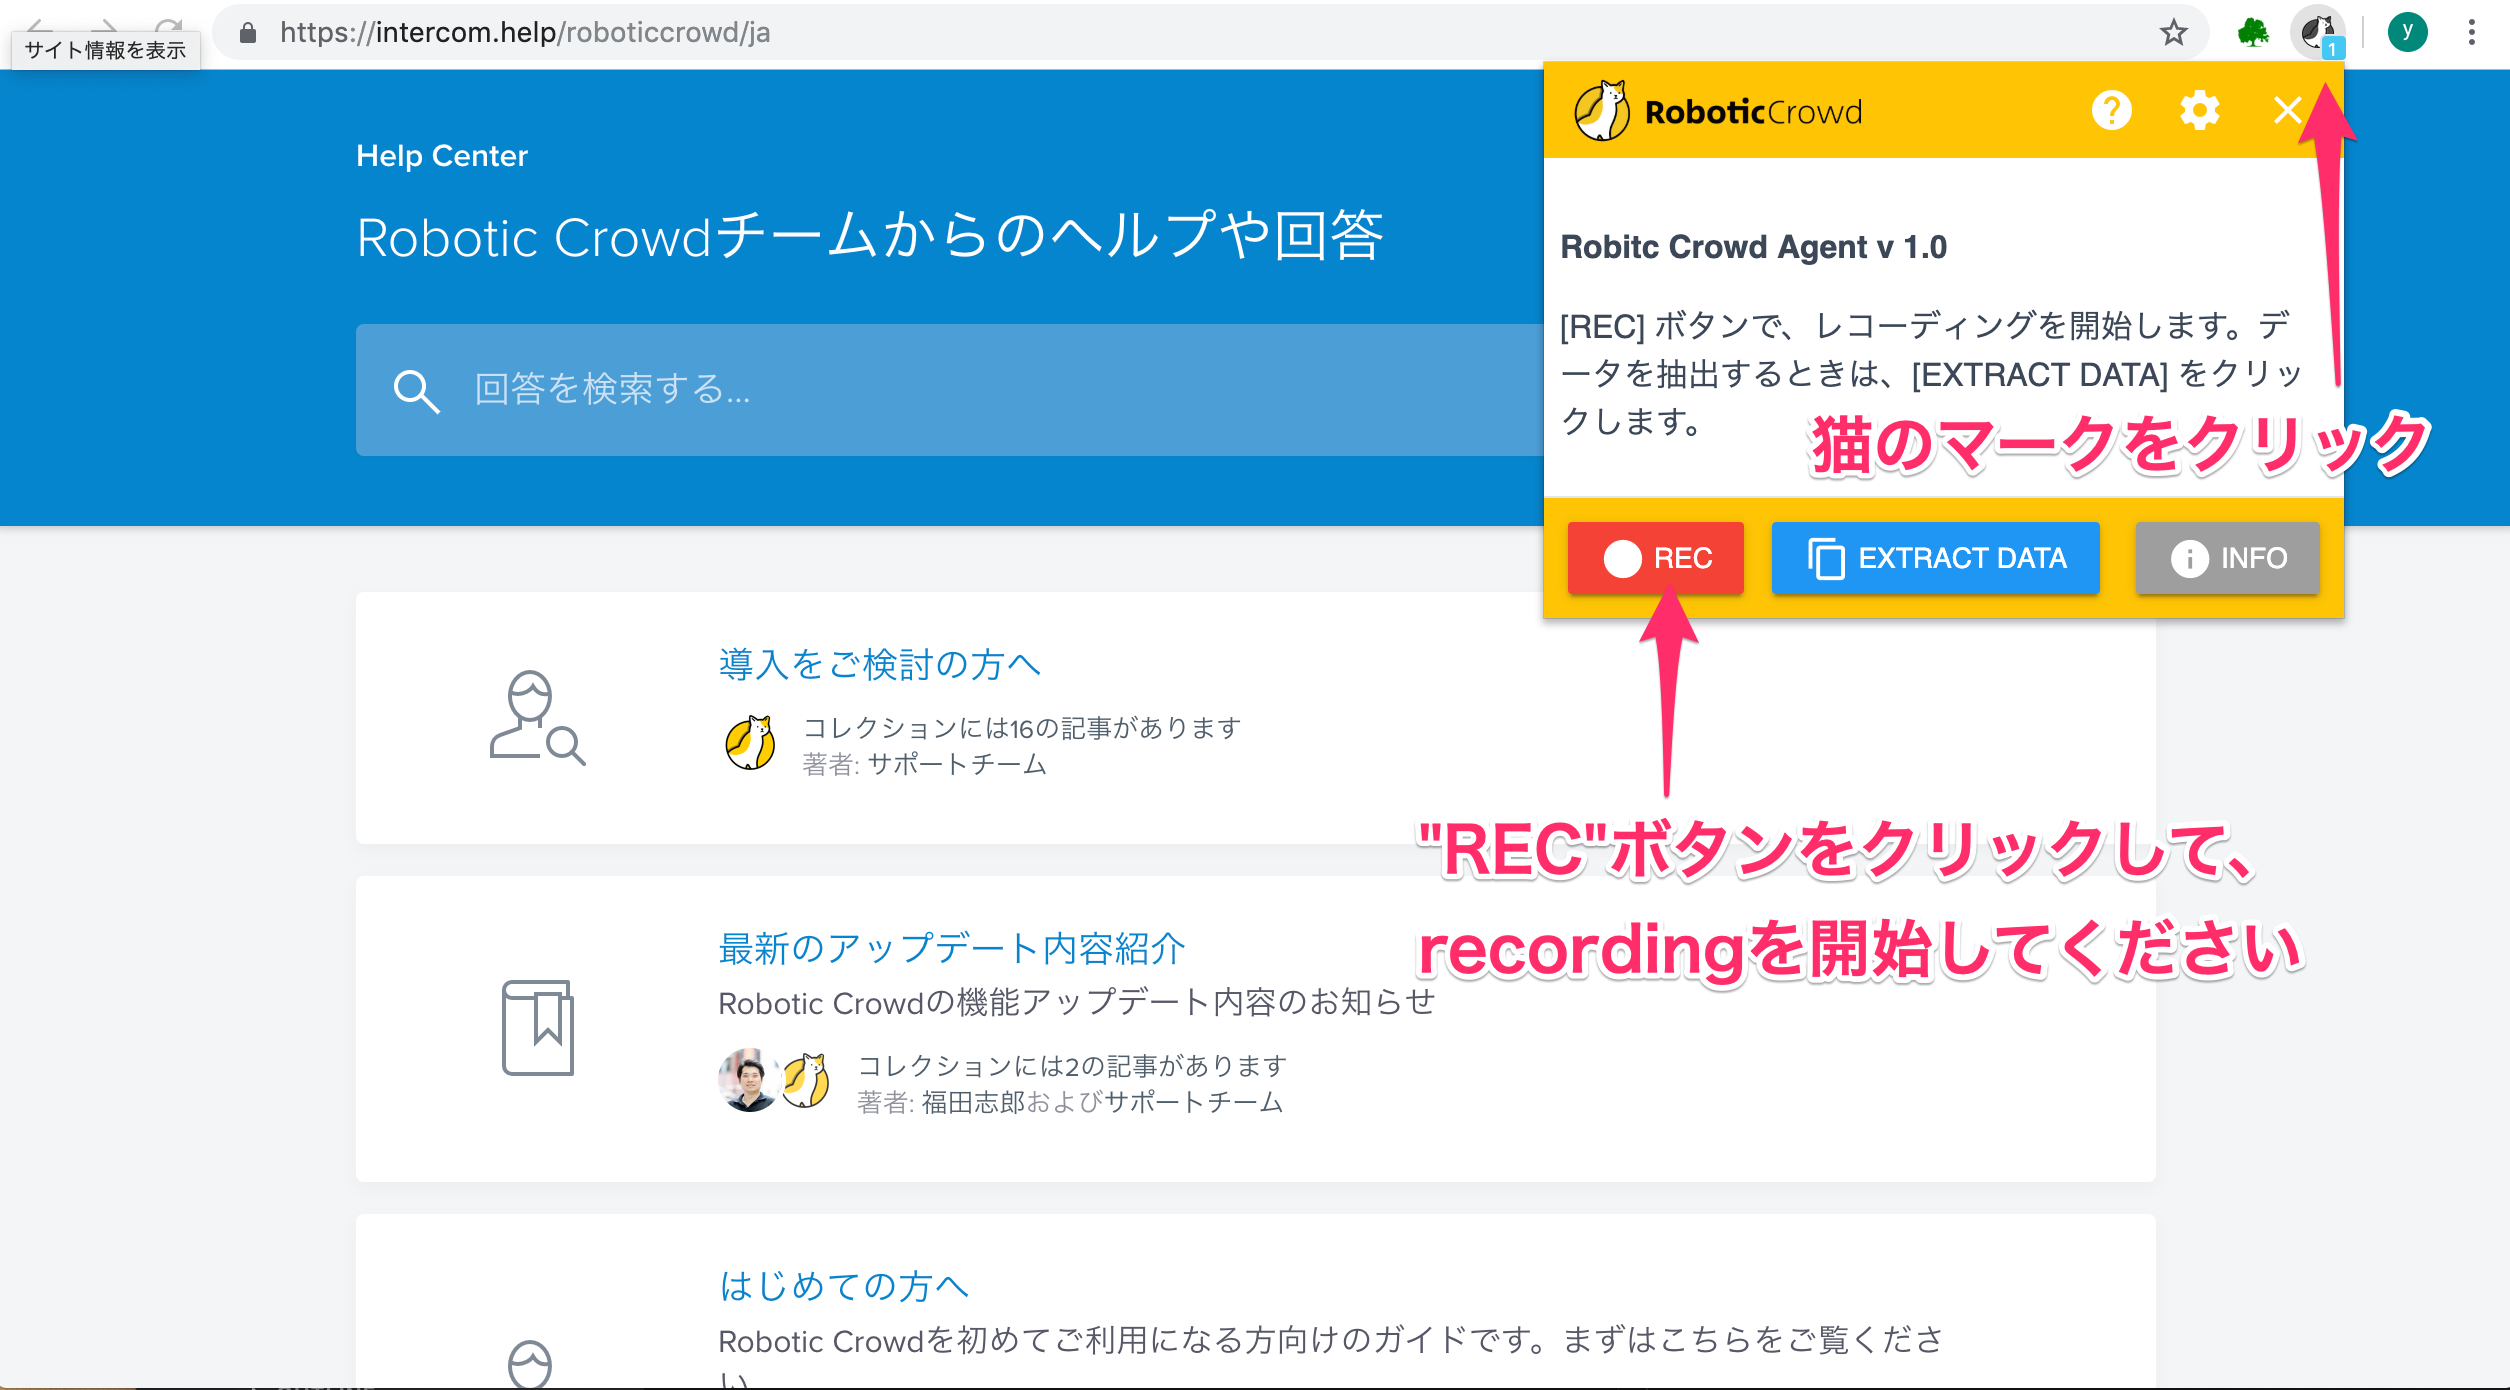 https://intercom.help/roboticcrowd/ja
y
1
サイト情報を表示
RoboticCrowd
Help Center
Robotic Crowdチームからのヘルプや回答
回答を検索する...
Robitc Crowd Agent v 1.0
[REC] ボタンで、レコーディングを開始します。デ
ータを抽出するときは、[EXTRACT DATA] をクリッ
クします。
猫のマークをクリック
REC
EXTRACT DATA
INFO
導入をご検討の方へ
コレクションには16の記事があります
著者: サポートチーム
"REC"ボタンをクリックして、
recordingを開始してください
最新のアップデート内容紹介
Robotic Crowdの機能アップデート内容のお知らせ
コレクションには2の記事があります
著者: 福田志郎およびサポートチーム
はじめての方へ
Robotic Crowdを初めてご利用になる方向けのガイドです。まずはこちらをご覧くださ
い